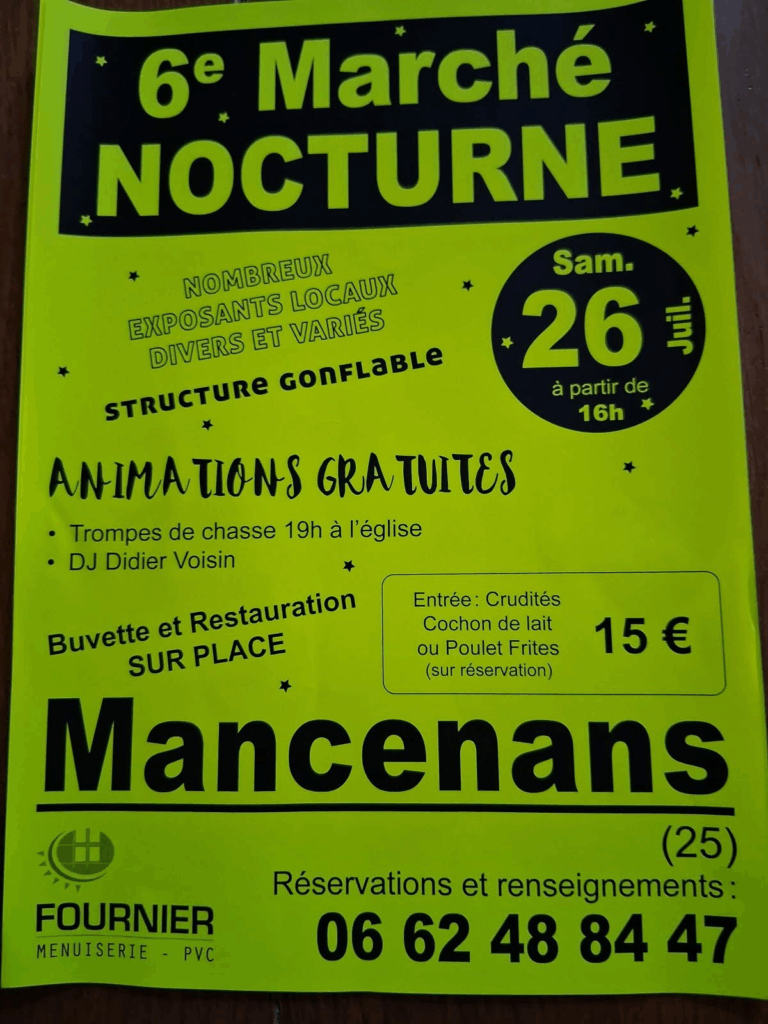 6e Marché
NOCTURNE
NOMBREUX
EXPOSANTS LOCAUX
DIVERS ET VARIÉS
STRUCTURE GONFLABLE
Sam.
26
Juil.
à partir de
16h
ANIMATIONS GRATUITES
• Trompes de chasse 19h à l'église
• DJ Didier Voisin
Buvette et Restauration
SUR PLACE
Entrée : Crudités
Cochon de lait
ou Poulet Frites
(sur réservation)
15 €
Mancenans
(25)
FOURNIER
MENUISERIE - PVC
Réservations et renseignements :
06 62 48 84 47